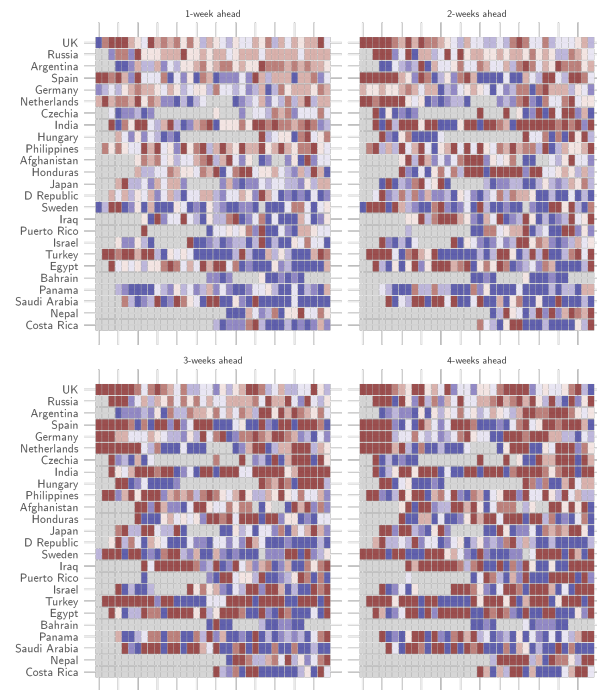 1-week ahead
2-weeks ahead
UK
Russia
Argentina
Spain
Germany
Netherlands
Czechia
India
Hungary
Philippines
Afghanistan
Honduras
Japan
D Republic
Sweden
Iraq
Puerto Rico
Israel
Turkey
Egypt
Bahrain
Panama
Saudi Arabia
Nepal
Costa Rica
3-weeks ahead
4-weeks ahead
UK
Russia
Argentina
Spain
Germany
Netherlands
Czechia
India
Hungary
Philippines
Afghanistan
Honduras
Japan
D Republic
Sweden
Iraq
Puerto Rico
Israel
Turkey
Egypt
Bahrain
Panama
Saudi Arabia
Nepal
Costa Rica